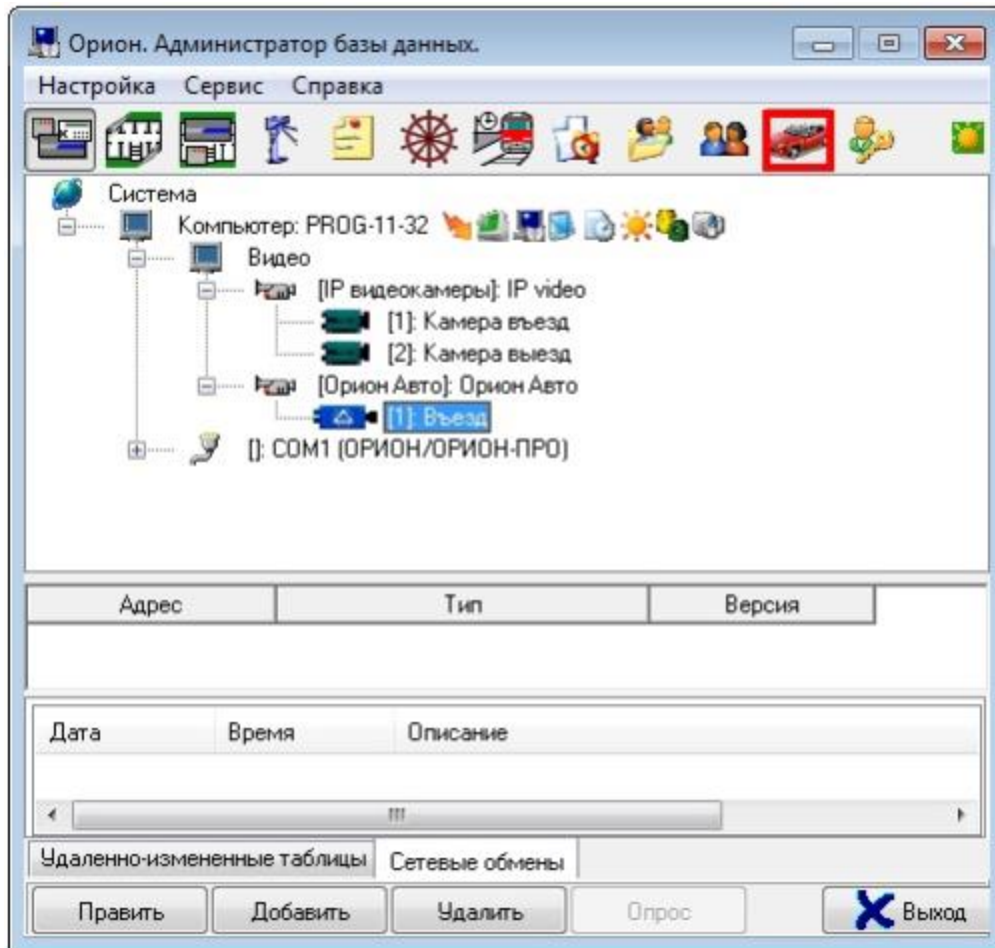 Орион. Администратор базы данных.
Настройка Сервис Справка
Система
Компьютер: PROG-11-32
Видео
[IP видеокамеры]: IP video
[1]: Камера въезд
[2]: Камера выезд
[Орион Авто]: Орион Авто
[1]: Въезд
[]: COM1 (ОРИОН/ОРИОН-ПРО)
Адрес Тип Версия
Дата Время Описание
Удаленно-измененные таблицы Сетевые обмены
Править Добавить Удалить Опрос Выход